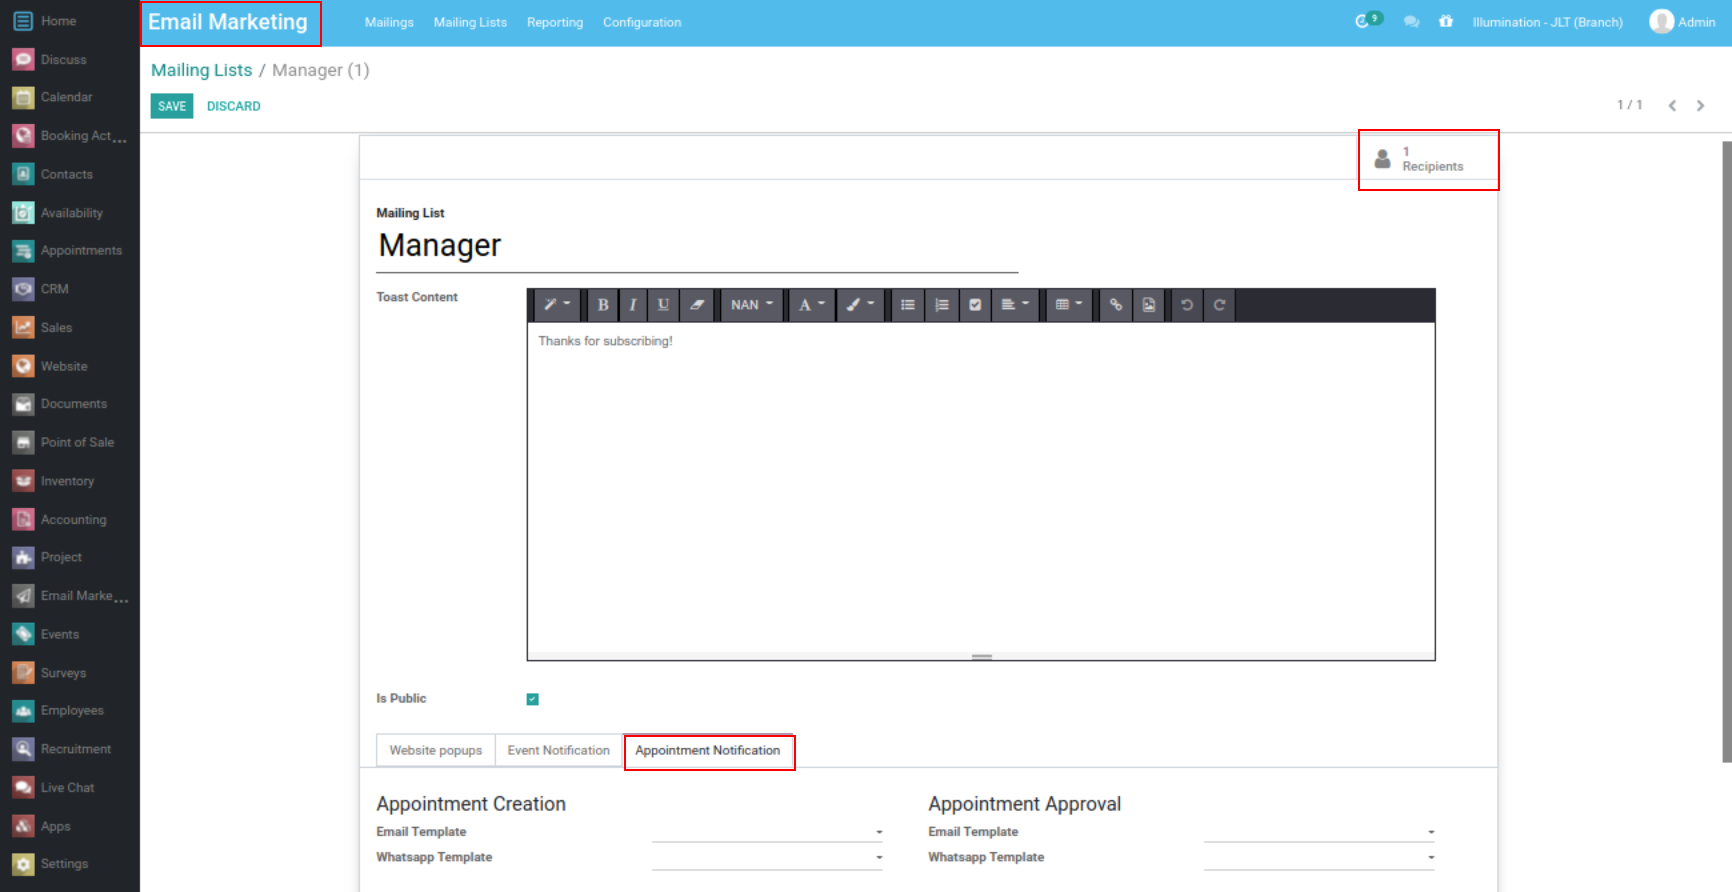 Home
Discuss
Calendar
Booking Act...
Contacts
Availability
Appointments
CRM
Sales
Website
Documents
Point of Sale
Inventory
Accounting
Project
Email Marke...
Events
Surveys
Employees
Recruitment
Live Chat
Apps
Settings
Email Marketing Mailings Mailing Lists Reporting Configuration 9 Illumination - JLT (Branch) Admin
Mailing Lists / Manager (1)
SAVE DISCARD 1 / 1
1
Recipients
Mailing List
Manager
Toast Content
B I U NAN A
Thanks for subscribing!
Is Public
Website popups Event Notification Appointment Notification
Appointment Creation Appointment Approval
Email Template Email Template
Whatsapp Template Whatsapp Template